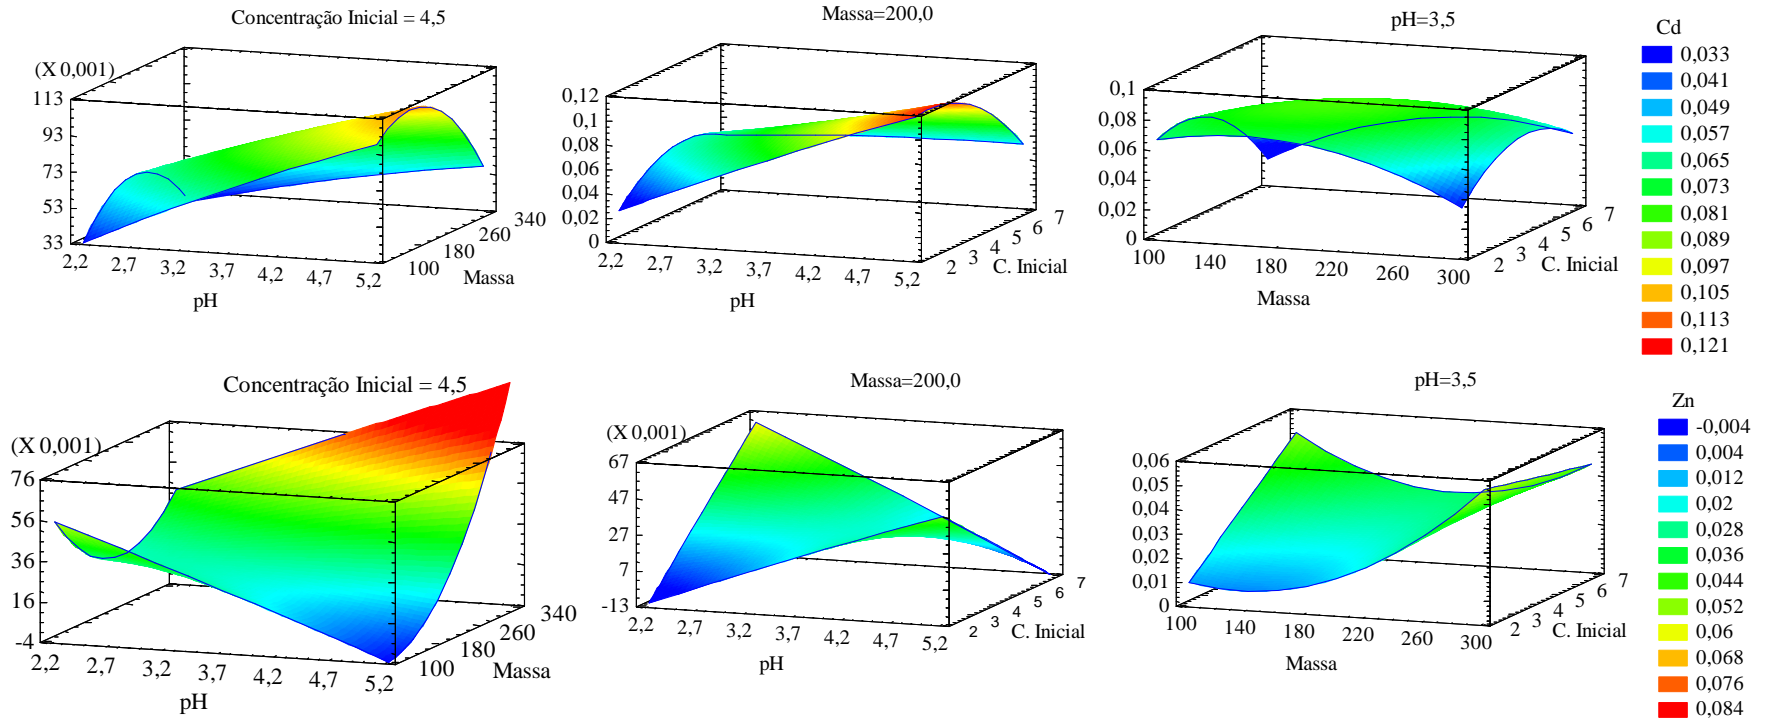 Concentração Inicial = 4,5
(X 0,001)
113
93
73
53
33
2,2 2,7 3,2 3,7 4,2 4,7 5,2
pH
100 180 260 340
Massa
Massa=200,0
0,12
0,1
0,08
0,06
0,04
0,02
0
2,2 2,7 3,2 3,7 4,2 4,7 5,2
pH
2 3 4 5 6 7
C. Inicial
pH=3,5
0,1
0,08
0,06
0,04
0,02
0
100 140 180 220 260 300
Massa
2 3 4 5 6 7
C. Inicial
Cd
0,033
0,041
0,049
0,057
0,065
0,073
0,081
0,089
0,097
0,105
0,113
0,121
Concentração Inicial = 4,5
(X 0,001)
76
56
36
16
-4
2,2 2,7 3,2 3,7 4,2 4,7 5,2
pH
100 180 260 340
Massa
Massa=200,0
(X 0,001)
67
47
27
7
-13
2,2 2,7 3,2 3,7 4,2 4,7 5,2
pH
2 3 4 5 6 7
C. Inicial
pH=3,5
0,06
0,05
0,04
0,03
0,02
0,01
0
100 140 180 220 260 300
Massa
2 3 4 5 6 7
C. Inicial
Zn
-0,004
0,004
0,012
0,02
0,028
0,036
0,044
0,052
0,06
0,068
0,076
0,084